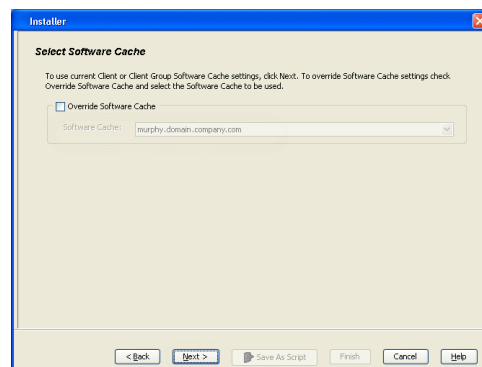 Installer
Select Software Cache
To use current Client or Client Group Software Cache settings, click Next. To override Software Cache settings check
Override Software Cache and select the Software Cache to be used.
Override Software Cache
Software Cache: murphy.domain.company.com
< Back Next > Save As Script Finish Cancel Help